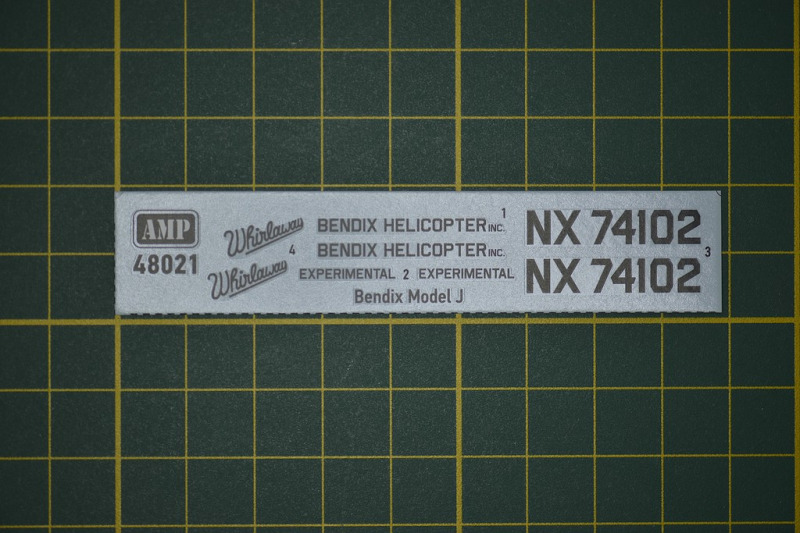 AMP
48021
Whirlaway
Whirlaway
4
BENDIX HELICOPTER INC.
1
BENDIX HELICOPTER INC.
EXPERIMENTAL 2 EXPERIMENTAL
Bendix Model J
NX 74102
NX 74102
3